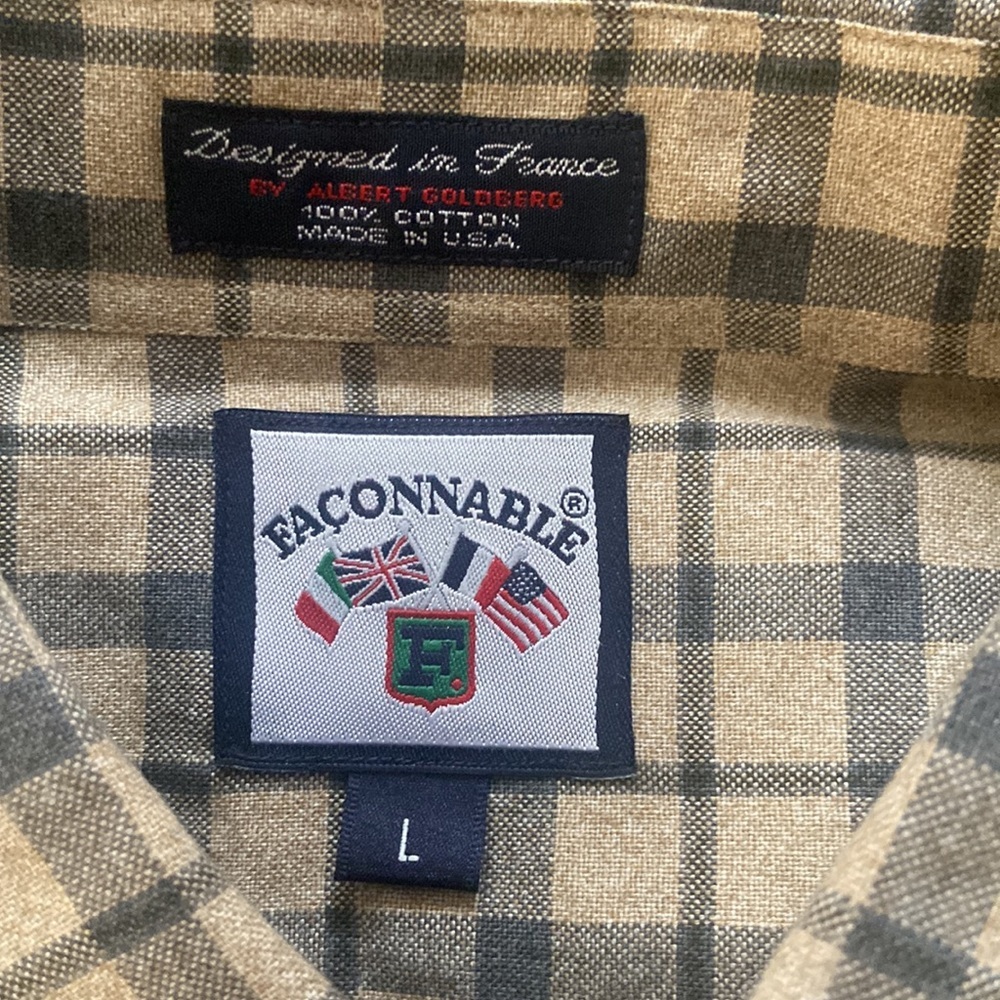 Designed in France
BY ALBERT GOLDBERG
100% COTTON
MADE IN U.S.A.
FAÇONNABLE®
F.
L